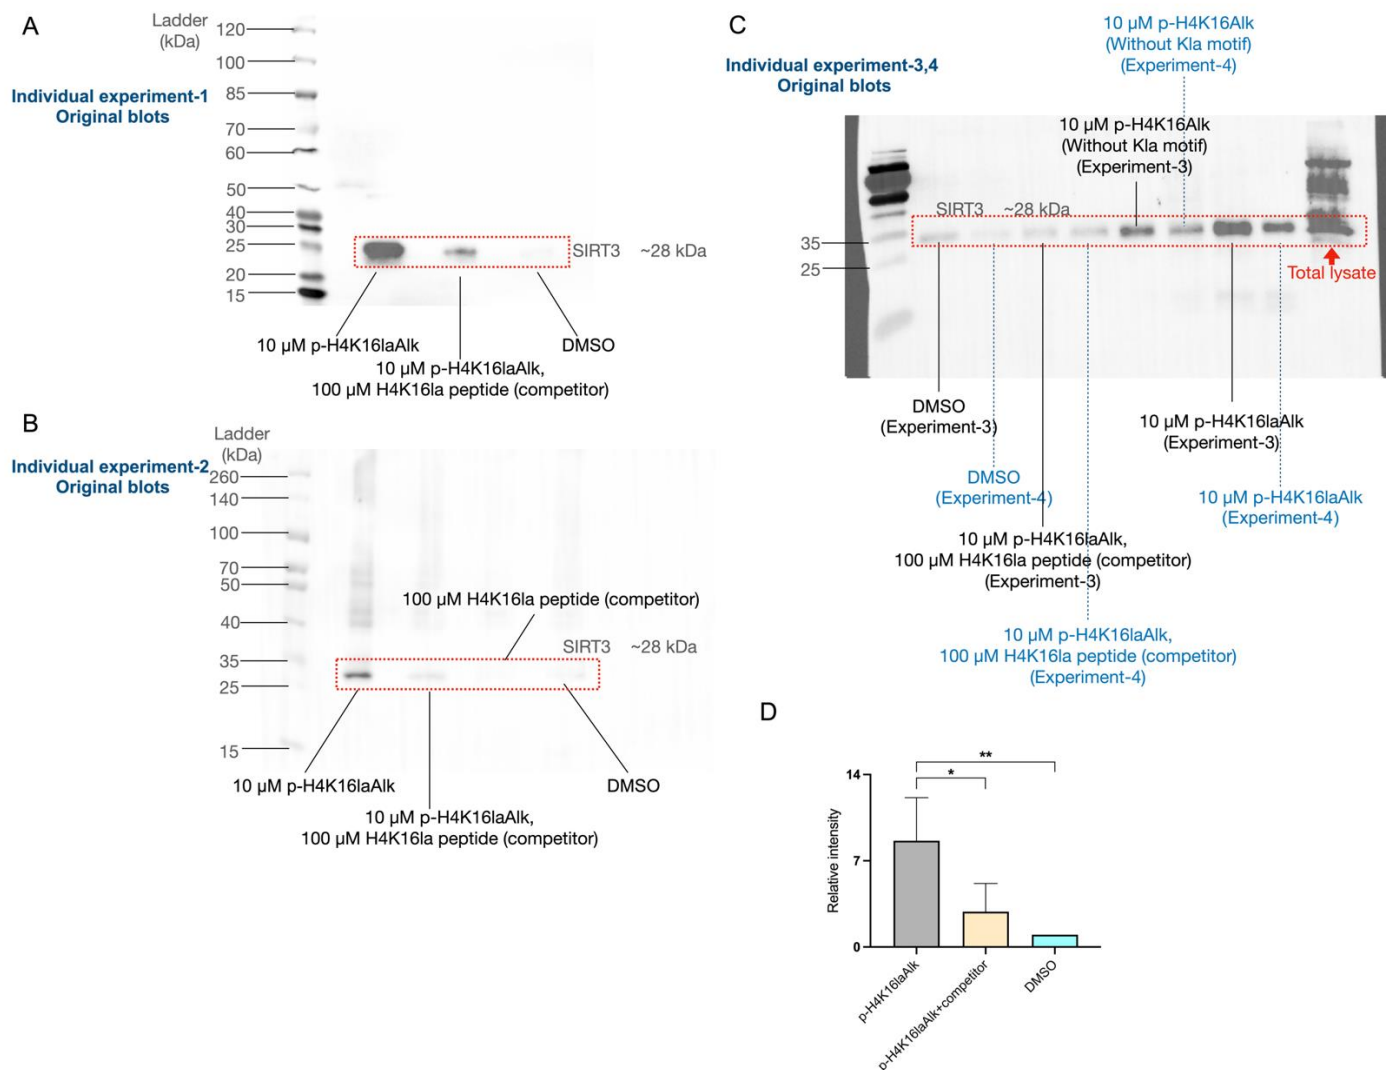 A
Ladder
(kDa)
Individual experiment-1
Original blots
120
100
85
70
60
50
40
30
25
20
15
SIRT3 ~28 kDa
10 µM p-H4K16laAlk
DMSO
10 µM p-H4K16laAlk,
100 µM H4K16la peptide (competitor)
B
Ladder
(kDa)
Individual experiment-2
Original blots
260
140
100
70
50
40
35
25
15
100 µM H4K16la peptide (competitor)
SIRT3 ~28 kDa
10 µM p-H4K16laAlk
DMSO
10 µM p-H4K16laAlk,
100 µM H4K16la peptide (competitor)
C
Individual experiment-3,4
Original blots
10 µM p-H4K16Alk
(Without Kla motif)
(Experiment-4)
10 µM p-H4K16Alk
(Without Kla motif)
(Experiment-3)
SIRT3 ~28 kDa
35
25
Total lysate
DMSO
(Experiment-3)
10 µM p-H4K16laAlk
(Experiment-3)
DMSO
(Experiment-4)
10 µM p-H4K16laAlk
(Experiment-4)
10 µM p-H4K16laAlk,
100 µM H4K16la peptide (competitor)
(Experiment-3)
10 µM p-H4K16laAlk,
100 µM H4K16la peptide (competitor)
(Experiment-4)
D
**
*
14
7
0
Relative intensity
p-H4K16laAlk
p-H4K16laAlk+competitor
DMSO